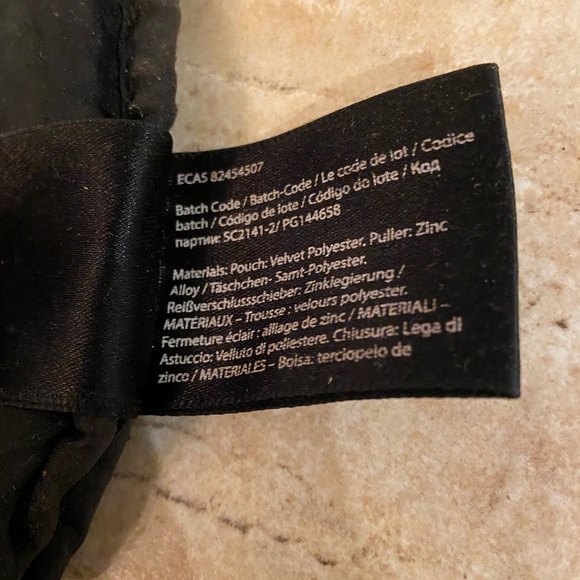 ECAS 82454507
Batch Code / Batch-Code / Le code de lot / Codice
batch / Código de lote / Código do lote / Код
партии: SC2141-2/ PG144658
Materials: Pouch: Velvet Polyester. Puller: Zinc
Alloy / Täschchen- Samt-Polyester.
Reißverschlussschieber: Zinklegierung /
MATÉRIAUX – Trousse : velours polyester.
Fermeture éclair : alliage de zinc / MATERIALI –
Astuccio: Velluto di poliestere. Chiusura: Lega di
zinco / MATERIALES – Bolsa: terciopelo de